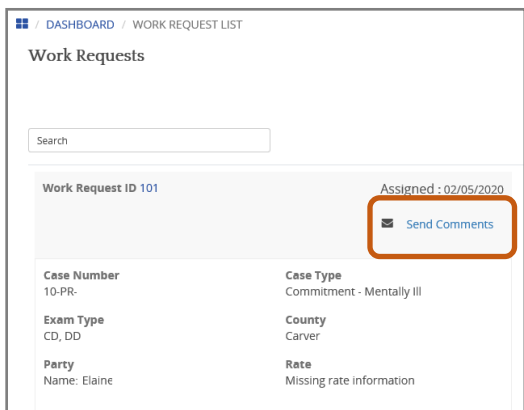 / DASHBOARD / WORK REQUEST LIST
Work Requests
Search
Work Request ID 101
Assigned : 02/05/2020
Send Comments
Case Number
10-PR-
Case Type
Commitment - Mentally Ill
Exam Type
CD, DD
County
Carver
Party
Name: Elaine
Rate
Missing rate information